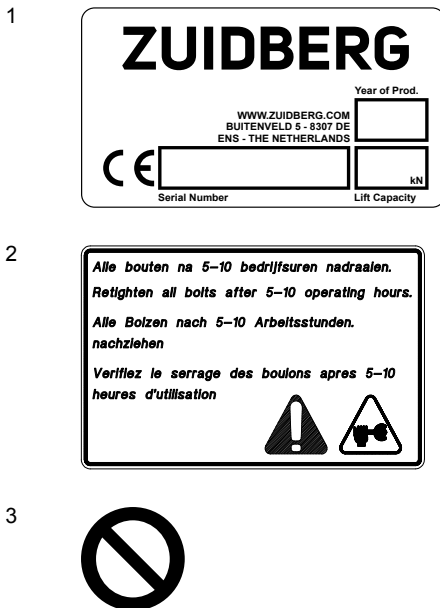 1
ZUIDBERG
Year of Prod.
WWW.ZUIDBERG.COM
BUITENVELD 5 - 8307 DE
ENS - THE NETHERLANDS
CE
kN
Serial Number
Lift Capacity
2
Alle bouten na 5–10 bedrijfsuren nadraaien.
Retighten all bolts after 5–10 operating hours.
Alle Bolzen nach 5–10 Arbeitsstunden.
nachziehen
Verifiez le serrage des boulons apres 5–10
heures d'utilisation
3